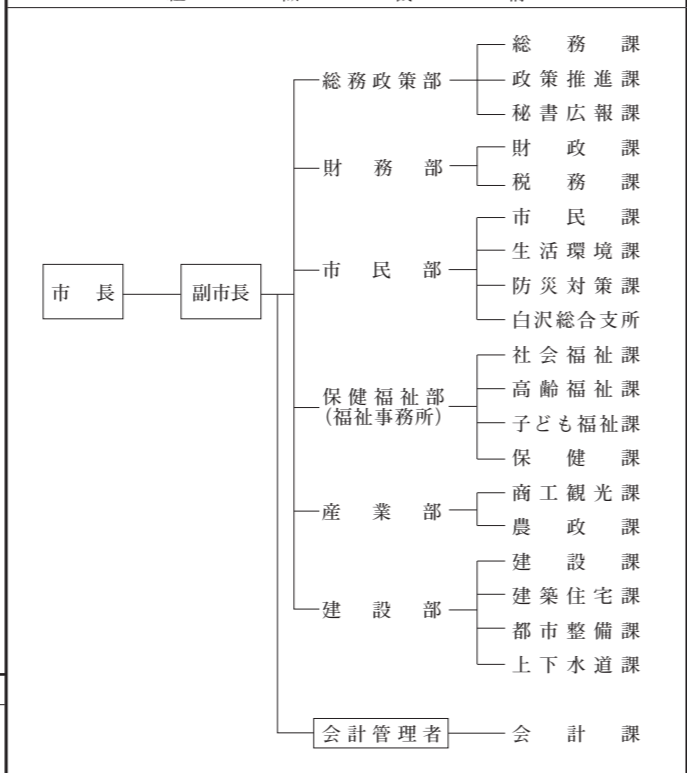 市長
副市長
総務政策部
総務課
政策推進課
秘書広報課
財務部
財政課
税務課
市民部
市民課
生活環境課
防災対策課
白沢総合支所
保健福祉部
(福祉事務所)
社会福祉課
高齢福祉課
子ども福祉課
保健課
産業部
商工観光課
農政課
建設部
建設課
建築住宅課
都市整備課
上下水道課
会計管理者
会計課